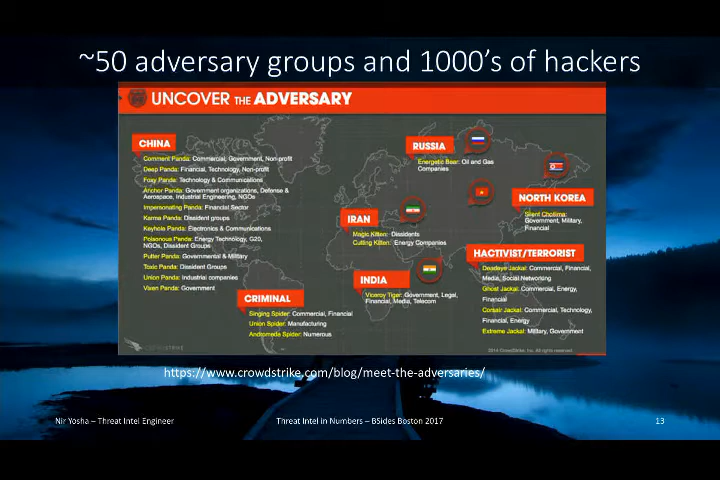 ~50 adversary groups and 1000's of hackers
UNCOVER THE ADVERSARY
CHINA
Comment Panda: Commercial, Government, Non-profit
Deep Panda: Financial, Technology, Non-profit
Foxy Panda: Technology & Communications
Anchor Panda: Government organizations, Defense &
Aerospace, Industrial Engineering, NGOs
Impersonating Panda: Financial Sector
Karma Panda: Dissident groups
Keyhole Panda: Electronics & Communications
Poisonous Panda: Energy Technology, G20,
NGOs, Dissident Groups
Putter Panda: Governmental & Military
Toxic Panda: Dissident Groups
Union Panda: Industrial companies
Vixen Panda: Government
CRIMINAL
Singing Spider: Commercial, Financial
Union Spider: Manufacturing
Andromeda Spider: Numerous
IRAN
Magic Kitten: Dissidents
Cutting Kitten: Energy Companies
INDIA
Viceroy Tiger: Government, Legal,
Financial, Media, Telecom
RUSSIA
Energetic Bear: Oil and Gas
Companies
NORTH KOREA
Silent Chollima:
Government, Military,
Financial
HACTIVIST/TERRORIST
Deadeye Jackal: Commercial, Financial,
Media, Social Networking
Ghost Jackal: Commercial, Energy,
Financial
Corsair Jackal: Commercial, Technology,
Financial, Energy
Extreme Jackal: Military, Government
CROWDSTRIKE
2014 CrowdStrike, Inc. All rights reserved.
https://www.crowdstrike.com/blog/meet-the-adversaries/
Nir Yosha – Threat Intel Engineer
Threat Intel in Numbers – BSides Boston 2017
13